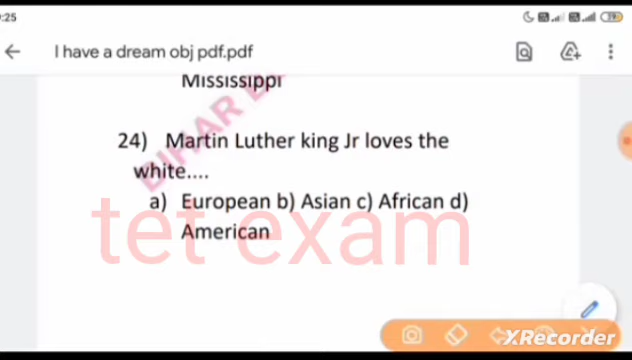 :25
I have a dream obj pdf.pdf
Mississippi
BIHAR
24) Martin Luther king Jr loves the
white....
a) European b) Asian c) African d)
American
tet exam
XRecorder